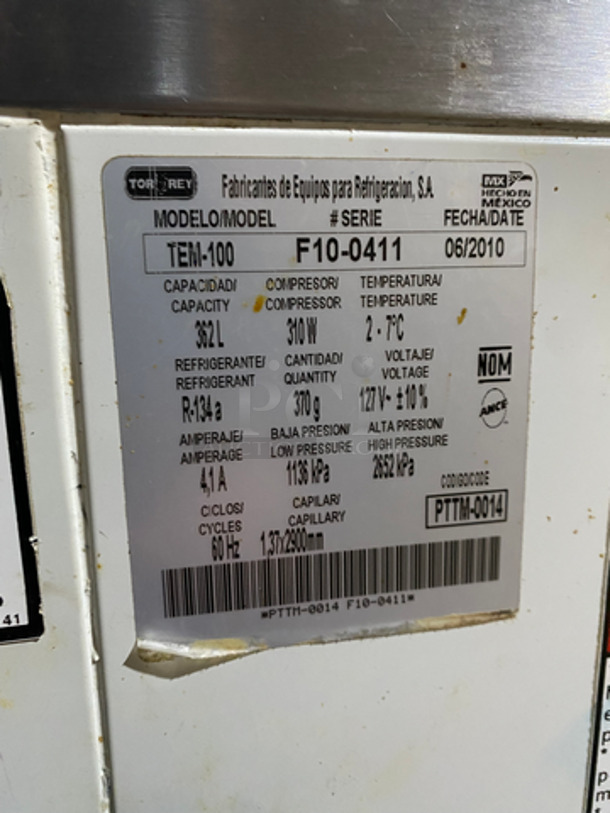 TOR REY Fabricantes de Equipos para Refrigeracion, S.A. MX
HECHO EN
MÉXICO
MODELO/MODEL # SERIE FECHA/DATE
TEM-100 F10-0411 06/2010
CAPACIDAD/ COMPRESOR/ TEMPERATURA/
CAPACITY COMPRESSOR TEMPERATURE
362 L 310 W 2 - 7°C
REFRIGERANTE/ CANTIDAD/ VOLTAJE/
REFRIGERANT QUANTITY VOLTAGE
R-134 a 370 g 127 V~ ±10 %
NOM
ANCE
AMPERAJE/ BAJA PRESION/ ALTA PRESION/
AMPERAGE LOW PRESSURE HIGH PRESSURE
4,1 A 1136 kPa 2652 kPa
CICLOS/ CAPILAR/
CYCLES CAPILLARY
60 Hz 1,37x2900mm
CODIGO/CODE
PTTM-0014
*PTTM-0014 F10-0411*
41